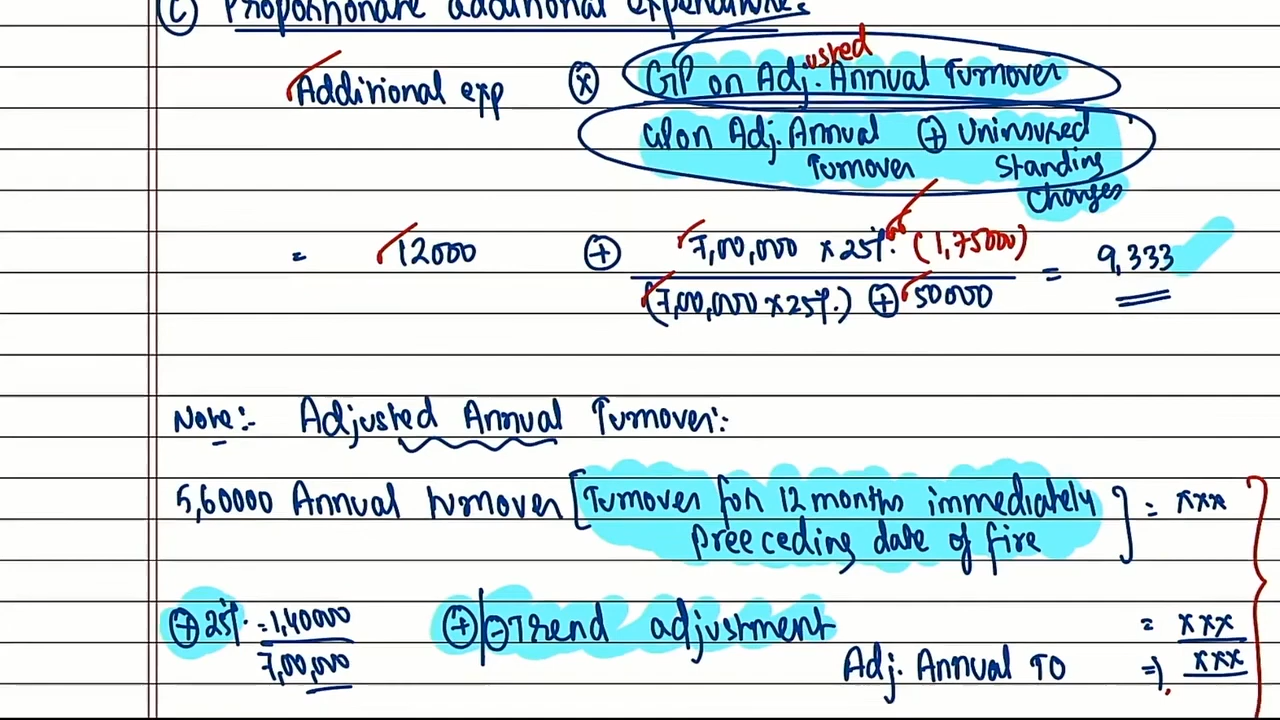 (C) Proportionate additional expenditure:
Additional exp ⊗ GP on Adj.usted Annual Turnover
GP on Adj. Annual Turnover ⊕ Uninsured Standing Charges
= 12000 ⊕ 7,00,000 x 25%. (1,75000) = 9,333
(7,00,000 x 25%.) ⊕ 50000
Note:- Adjusted Annual Turnover:-
5,60000 Annual turnover [Turnover for 12 months immediately preeceding date of fire] = xxx
⊕ 25%. = 1,40000 ⊕|⊖ Trend adjustment = xxx
7,00,000 Adj. Annual TO => xxx